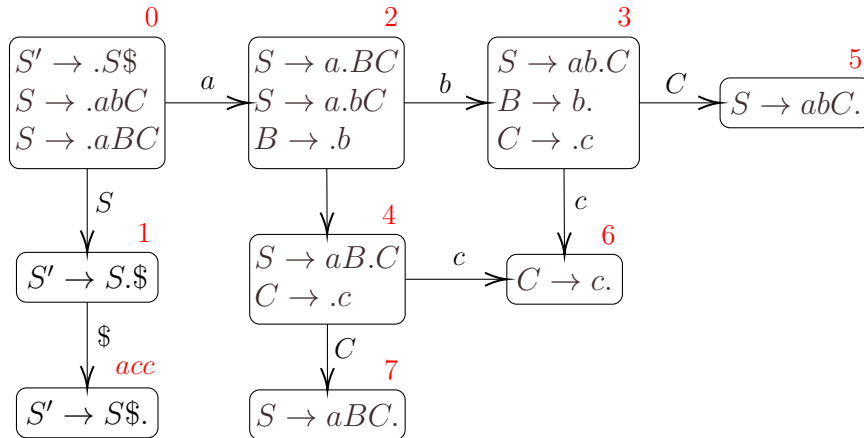 0
S′ → .S$
S → .abC
S → .aBC
a
2
S → a.BC
S → a.bC
B → .b
b
3
S → ab.C
B → b.
C → .c
C
5
S → abC.
S
1
S′ → S.$
$
acc
S′ → S$.
4
S → aB.C
C → .c
c
c
6
C → c.
C
7
S → aBC.